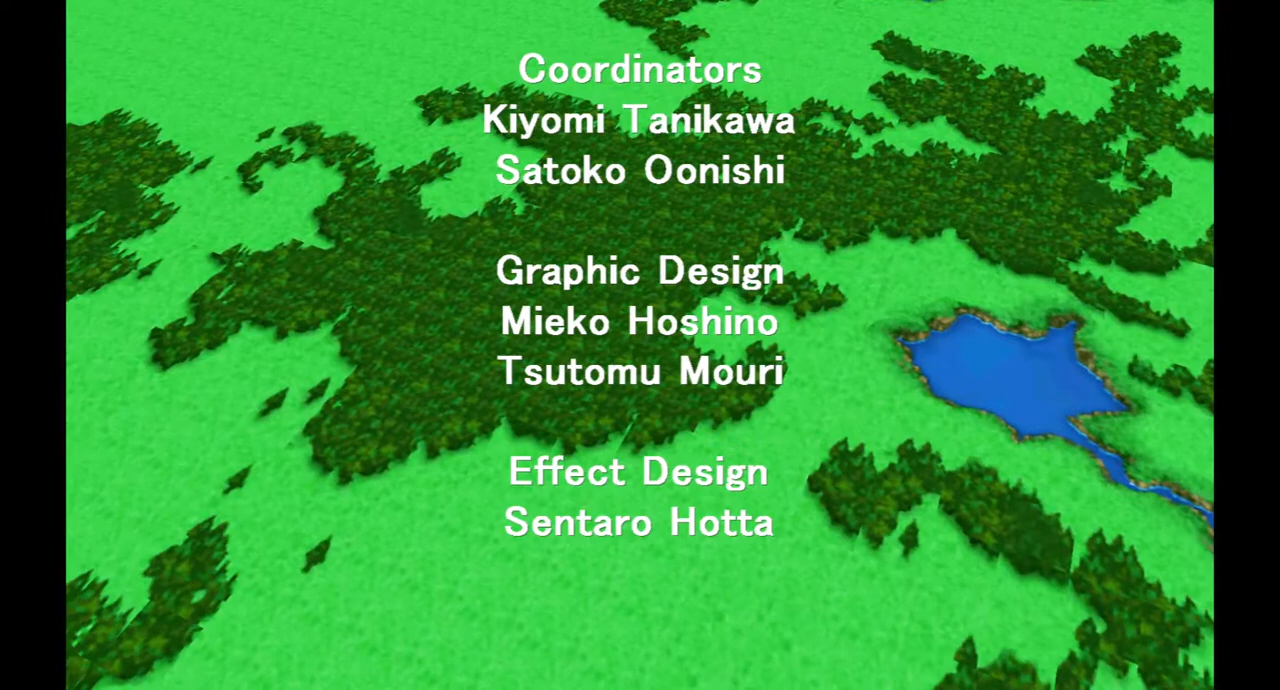 Coordinators
Kiyomi Tanikawa
Satoko Oonishi
Graphic Design
Mieko Hoshino
Tsutomu Mouri
Effect Design
Sentaro Hotta